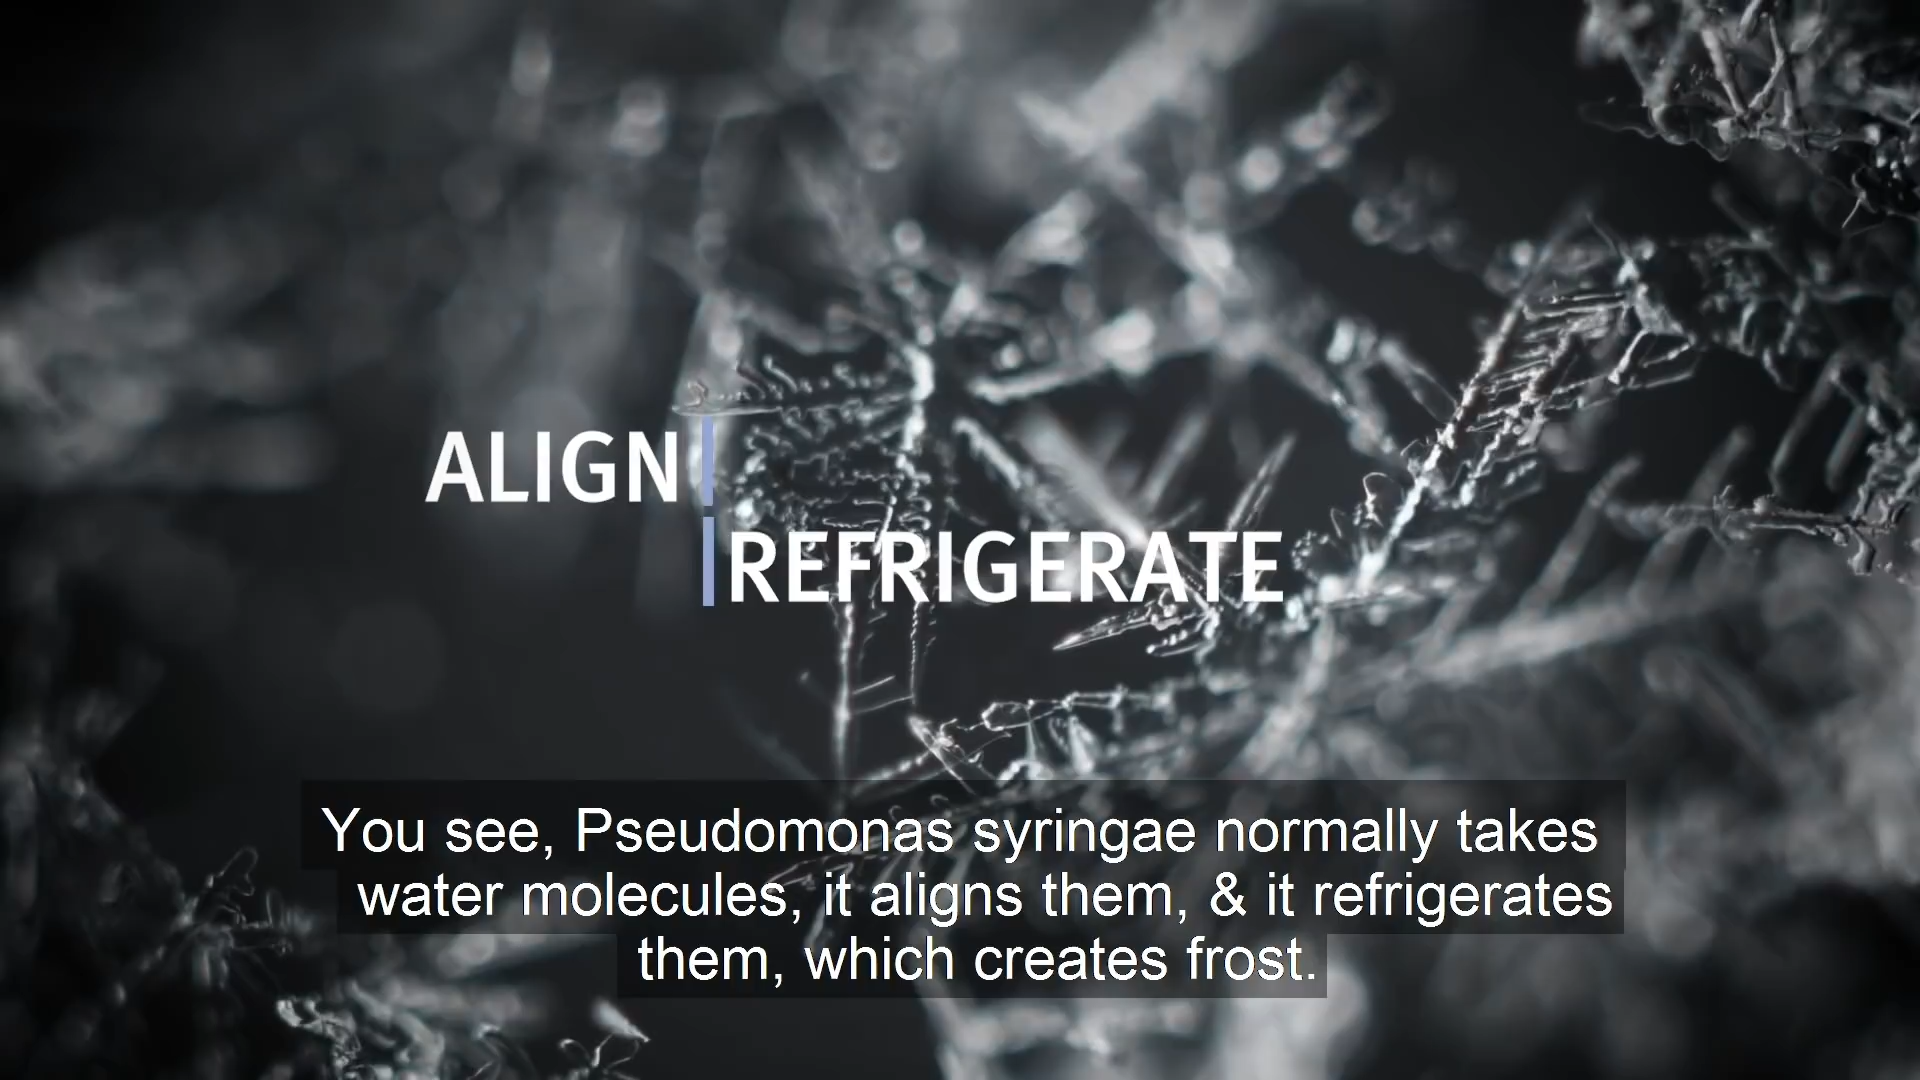 ALIGN
REFRIGERATE
You see, Pseudomonas syringae normally takes
water molecules, it aligns them, & it refrigerates
them, which creates frost.